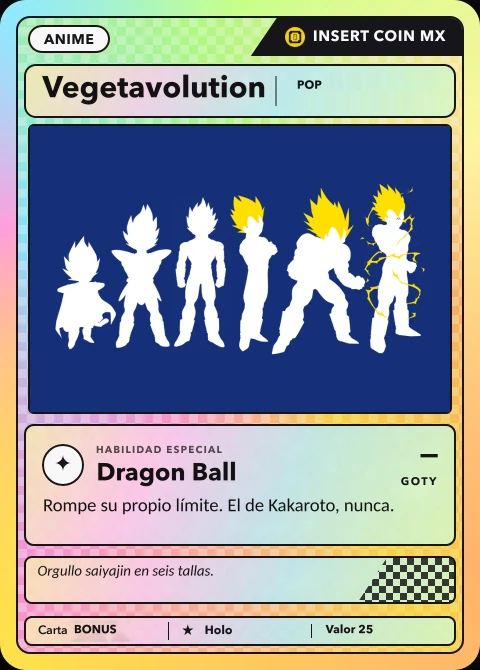 ANIME
INSERT COIN MX
Vegetavolution
POP
HABILIDAD ESPECIAL
Dragon Ball
—
GOTY
Rompe su propio límite. El de Kakaroto, nunca.
Orgullo saiyajin en seis tallas.
Carta BONUS
★ Holo
Valor 25